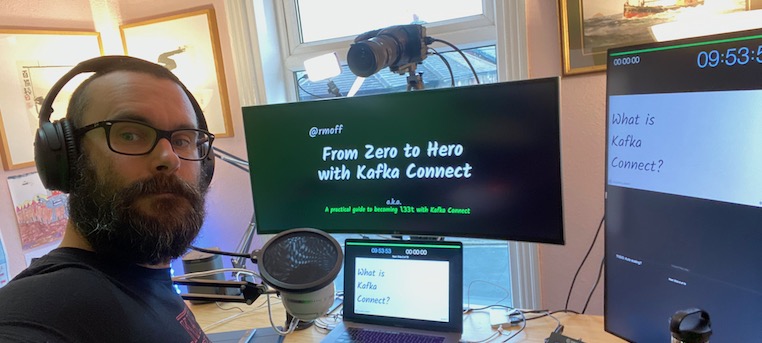 @rmoff
From Zero to Hero
with Kafka Connect
a.k.a.
A practical guide to becoming l33t with Kafka Connect
09:53:53
00:00:00
What is
Kafka
Connect?
00:00:00
09:53:5
What is
Kafka
Connect?